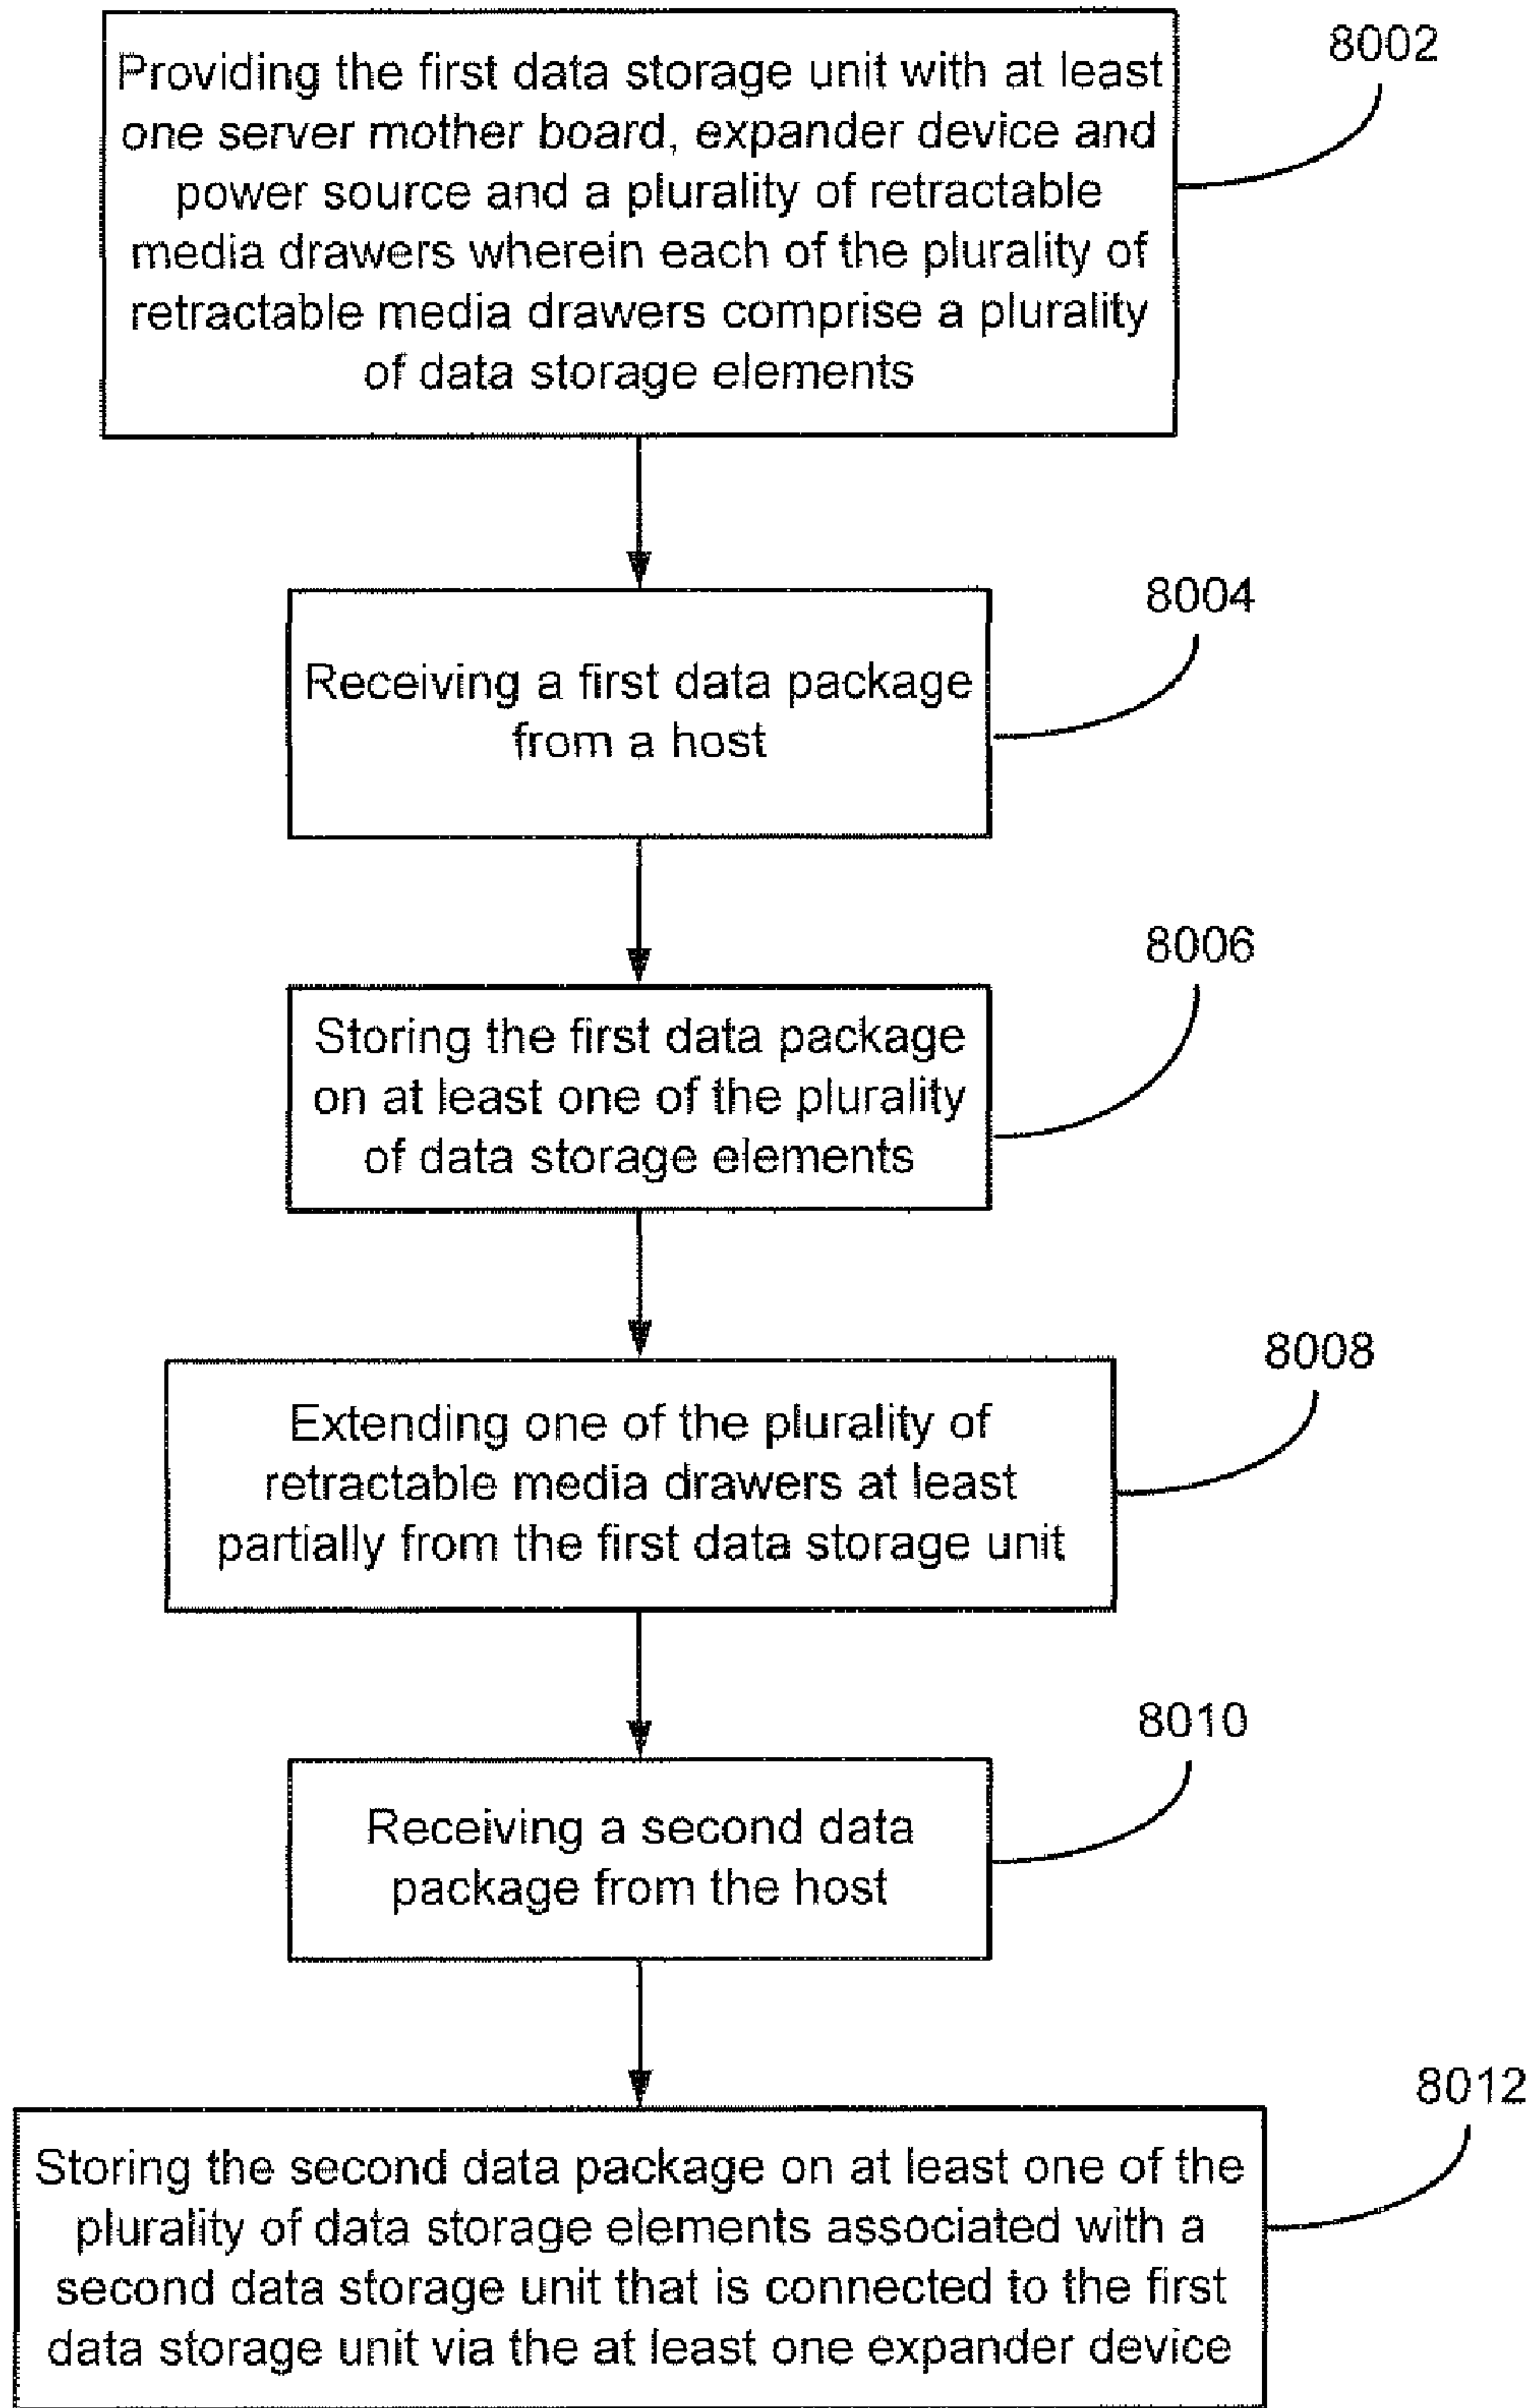 Providing the first data storage unit with at least
one server mother board, expander device and
power source and a plurality of retractable
media drawers wherein each of the plurality of
retractable media drawers comprise a plurality
of data storage elements
8002
Receiving a first data package
from a host
8004
Storing the first data package
on at least one of the plurality
of data storage elements
8006
Extending one of the plurality of
retractable media drawers at least
partially from the first data storage unit
8008
Receiving a second data
package from the host
8010
Storing the second data package on at least one of the
plurality of data storage elements associated with a
second data storage unit that is connected to the first
data storage unit via the at least one expander device
8012